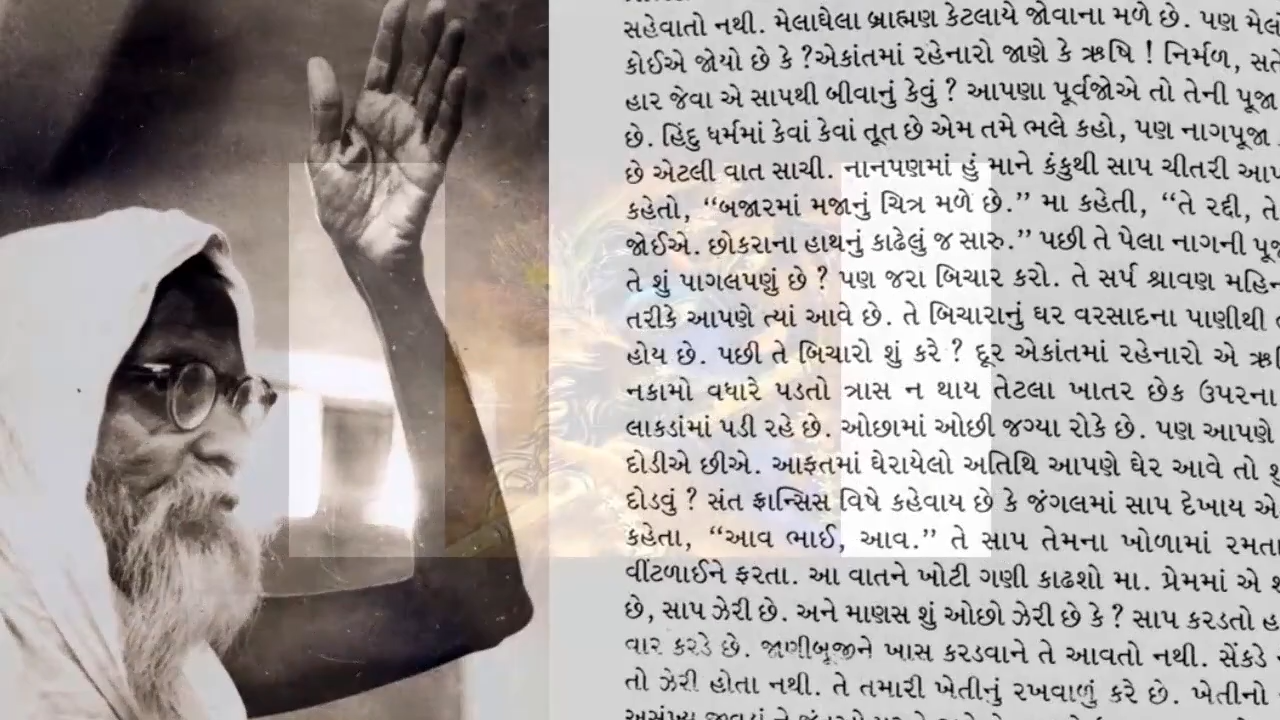 સહેવાતો નથી. મેલાઘેલા બ્રાહ્મણ કેટલાયે જોવાના મળે છે. પણ
કોઈએ જોયો છે કે ? એકાંતમાં રહેનારો જાણે કે ઋષિ ! નિર્મળ,
હાર જેવા એ સાપથી બીવાનું કેવું ? આપણા પૂર્વજોએ તો તેની પૂજા
છે. હિંદુ ધર્મમાં કેવાં કેવાં તૂત છે એમ તમે ભલે કહો, પણ નાગપૂજા
છે એટલી વાત સાચી. નાનપણમાં હું માને કંકુથી સાપ ચીતરી
કહેતો, “બજારમાં મજાનું ચિત્ર મળે છે.” મા કહેતી, “તે રદ્દી,
જોઈએ. છોકરાના હાથનું કાઢેલું જ સારુ.” પછી તે પેલા નાગની
તે શું પાગલપણું છે ? પણ જરા બિચાર કરો. તે સર્પ શ્રાવણ
તરીકે આપણે ત્યાં આવે છે. તે બિચારાનું ઘર વરસાદના પાણીથી
હોય છે. પછી તે બિચારો શું કરે ? દૂર એકાંતમાં રહેનારો એ
નકામો વધારે પડતો ત્રાસ ન થાય તેટલા ખાતર છેક ઉપરના
લાકડાંમાં પડી રહે છે. ઓછામાં ઓછી જગ્યા રોકે છે. પણ આપણે
દોડીએ છીએ. આફતમાં ઘેરાયેલો અતિથિ આપણે ઘેર આવે તો
દોડવું ? સંત ફ્રાન્સિસ વિષે કહેવાય છે કે જંગલમાં સાપ દેખાય
કહેતા, “આવ ભાઈ, આવ.” તે સાપ તેમના ખોળામાં રમતા
વીંટળાઈને ફરતા. આ વાતને ખોટી ગણી કાઢશો મા. પ્રેમમાં એ
છે, સાપ ઝેરી છે. અને માણસ શું ઓછો ઝેરી છે કે ? સાપ કરડતો
વાર કરડે છે. જાણીબૂજીને ખાસ કરડવાને તે આવતો નથી. સેંકડે
તો ઝેરી હોતા નથી. તે તમારી ખેતીનું રખવાળું કરે છે. ખેતીનો